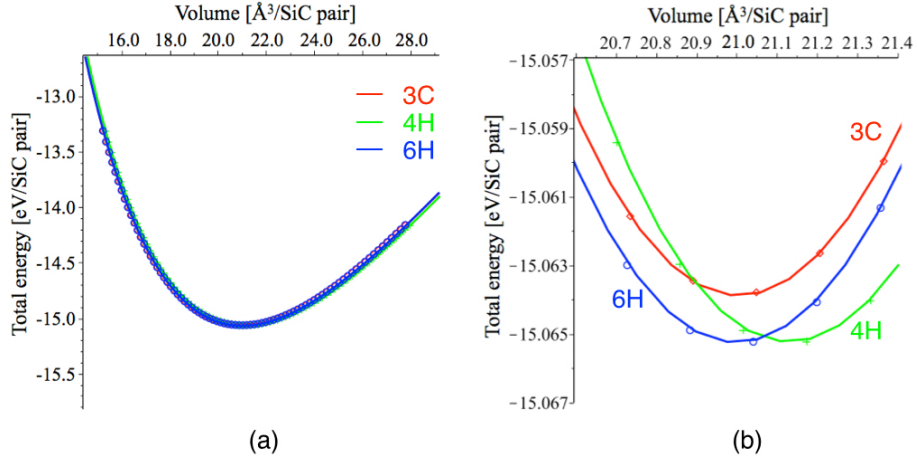 Volume [Å³/SiC pair]
16.0 18.0 20.0 22.0 24.0 26.0 28.0
Total energy [eV/SiC pair]
-13.0
-13.5
-14.0
-14.5
-15.0
-15.5
3C
4H
6H
(a)
Volume [Å³/SiC pair]
20.7 20.8 20.9 21.0 21.1 21.2 21.3 21.4
Total energy [eV/SiC pair]
−15.057
−15.059
−15.061
−15.063
−15.065
−15.067
3C
6H
4H
(b)